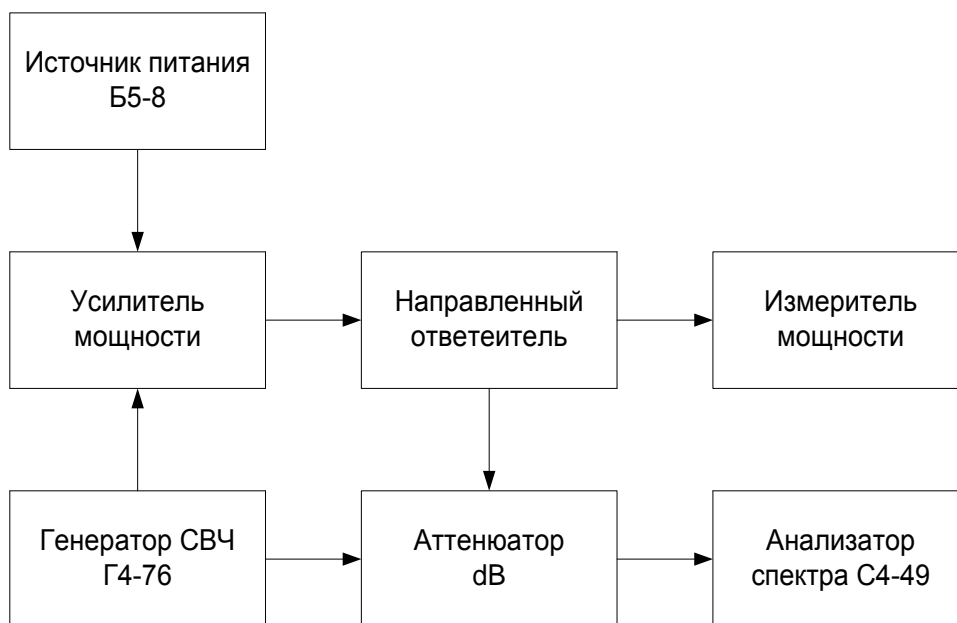 Источник питания
Б5-8
Усилитель
мощности
Направленный
ответеитель
Измеритель
мощности
Генератор СВЧ
Г4-76
Аттенюатор
dB
Анализатор
спектра С4-49